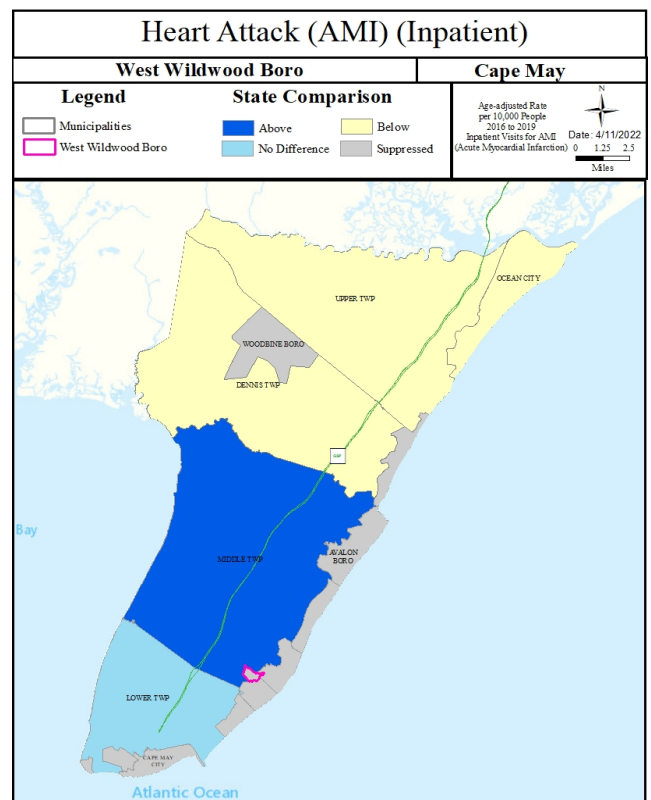 Heart Attack (AMI) (Inpatient)
West Wildwood Boro
Cape May
Legend
Municipalities
West Wildwood Boro
State Comparison
Above
Below
No Difference
Suppressed
Age-adjusted Rate
per 10,000 People
2016 to 2019
Inpatient Visits for AMI
(Acute Myocardial Infarction)
N
Date: 4/11/2022
0 1.25 2.5
Miles
OCEAN CITY
UPPER TWP
WOODBINE BORO
DENNIS TWP
GSP
Bay
AVALON
BORO
MIDDLE TWP
LOWER TWP
CAPE MAY
CITY
Atlantic Ocean